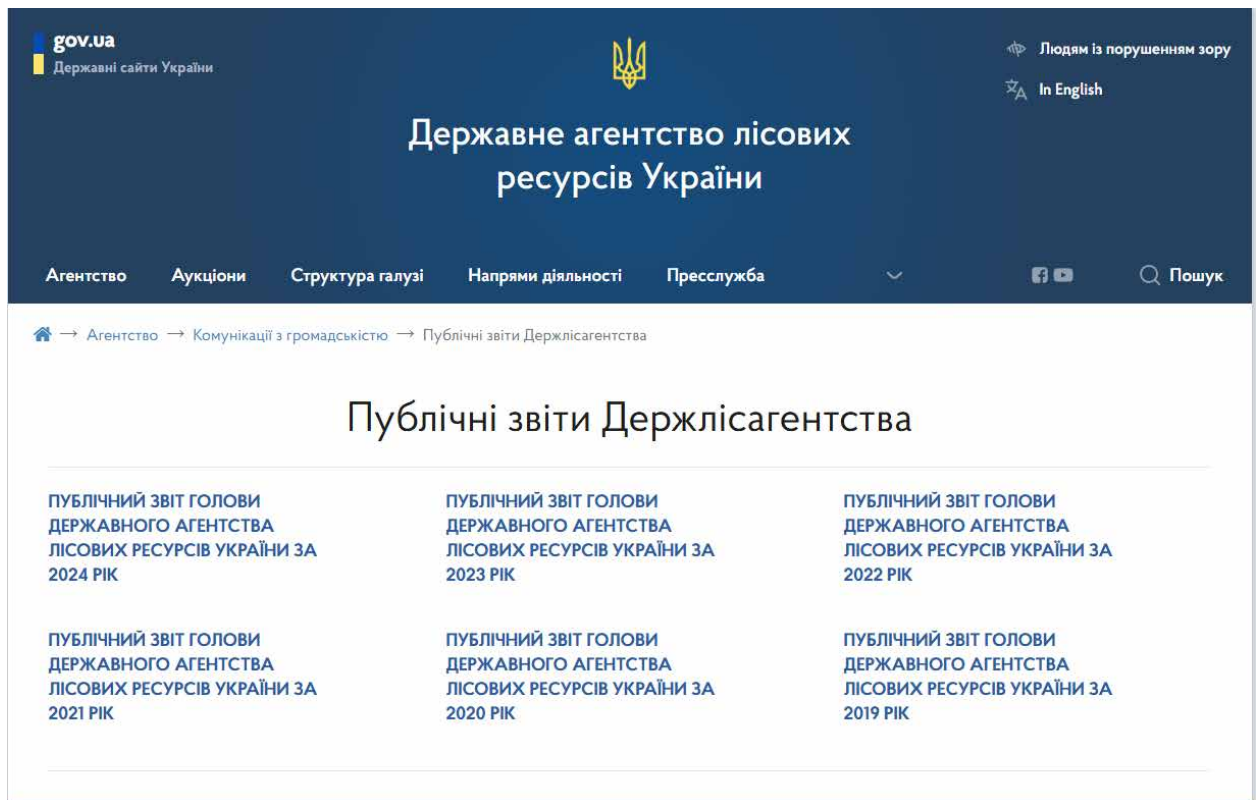 gov.ua
Державні сайти України
Людям із порушенням зору
In English
Державне агентство лісових
ресурсів України
Агентство Аукціони Структура галузі Напрями діяльності Пресслужба Пошук
→ Агентство → Комунікації з громадськістю → Публічні звіти Держлісагентства
Публічні звіти Держлісагентства
ПУБЛІЧНИЙ ЗВІТ ГОЛОВИ
ДЕРЖАВНОГО АГЕНТСТВА
ЛІСОВИХ РЕСУРСІВ УКРАЇНИ ЗА
2024 РІК
ПУБЛІЧНИЙ ЗВІТ ГОЛОВИ
ДЕРЖАВНОГО АГЕНТСТВА
ЛІСОВИХ РЕСУРСІВ УКРАЇНИ ЗА
2023 РІК
ПУБЛІЧНИЙ ЗВІТ ГОЛОВИ
ДЕРЖАВНОГО АГЕНТСТВА
ЛІСОВИХ РЕСУРСІВ УКРАЇНИ ЗА
2022 РІК
ПУБЛІЧНИЙ ЗВІТ ГОЛОВИ
ДЕРЖАВНОГО АГЕНТСТВА
ЛІСОВИХ РЕСУРСІВ УКРАЇНИ ЗА
2021 РІК
ПУБЛІЧНИЙ ЗВІТ ГОЛОВИ
ДЕРЖАВНОГО АГЕНТСТВА
ЛІСОВИХ РЕСУРСІВ УКРАЇНИ ЗА
2020 РІК
ПУБЛІЧНИЙ ЗВІТ ГОЛОВИ
ДЕРЖАВНОГО АГЕНТСТВА
ЛІСОВИХ РЕСУРСІВ УКРАЇНИ ЗА
2019 РІК